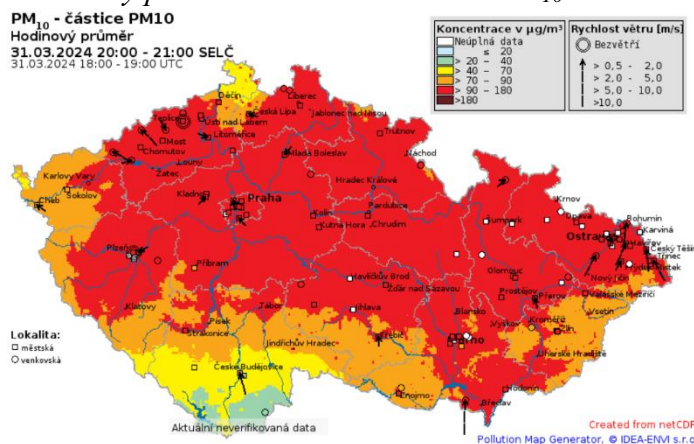 PM₁₀ - částice PM10
Hodinový průměr
31.03.2024 20:00 - 21:00 SELČ
31.03.2024 18:00 - 19:00 UTC
Koncentrace v µg/m³
Neúplná data
≤ 20
> 20 - 40
> 40 - 70
> 70 - 90
> 90 - 180
>180
Rychlost větru [m/s]
Bezvětří
> 0,5 - 2,0
> 2,0 - 5,0
> 5,0 - 10,0
>10,0
Děčín
Liberec
Teplice
Ústí nad Labem
Česká Lípa
Jablonec nad Nisou
Most
Litoměřice
Trutnov
Chomutov
Mladá Boleslav
Náchod
Louny
Žatec
Karlovy Vary
Sokolov
Cheb
Hradec Králové
Kladno
Praha
Krnov
Kolín
Pardubice
Šumperk
Opava
Bohumín
Kutná Hora
Chrudim
Karviná
Ostrava
Havířov
Český Těšín
Třinec
Plzeň
Frýdek-Místek
Příbram
Olomouc
Nový Jičín
Havlíčkův Brod
Žďár nad Sázavou
Prostějov
Přerov
Valašské Meziříčí
Klatovy
Tábor
Jihlava
Blansko
Vsetín
Písek
Vyškov
Kroměříž
Zlín
Strakonice
Třebíč
Brno
Jindřichův Hradec
Uherské Hradiště
České Budějovice
Hodonín
Znojmo
Břeclav
Lokalita:
městská
venkovská
Aktuální neverifikovaná data
Created from netCDF
Pollution Map Generator, © IDEA-ENVI s.r.o.